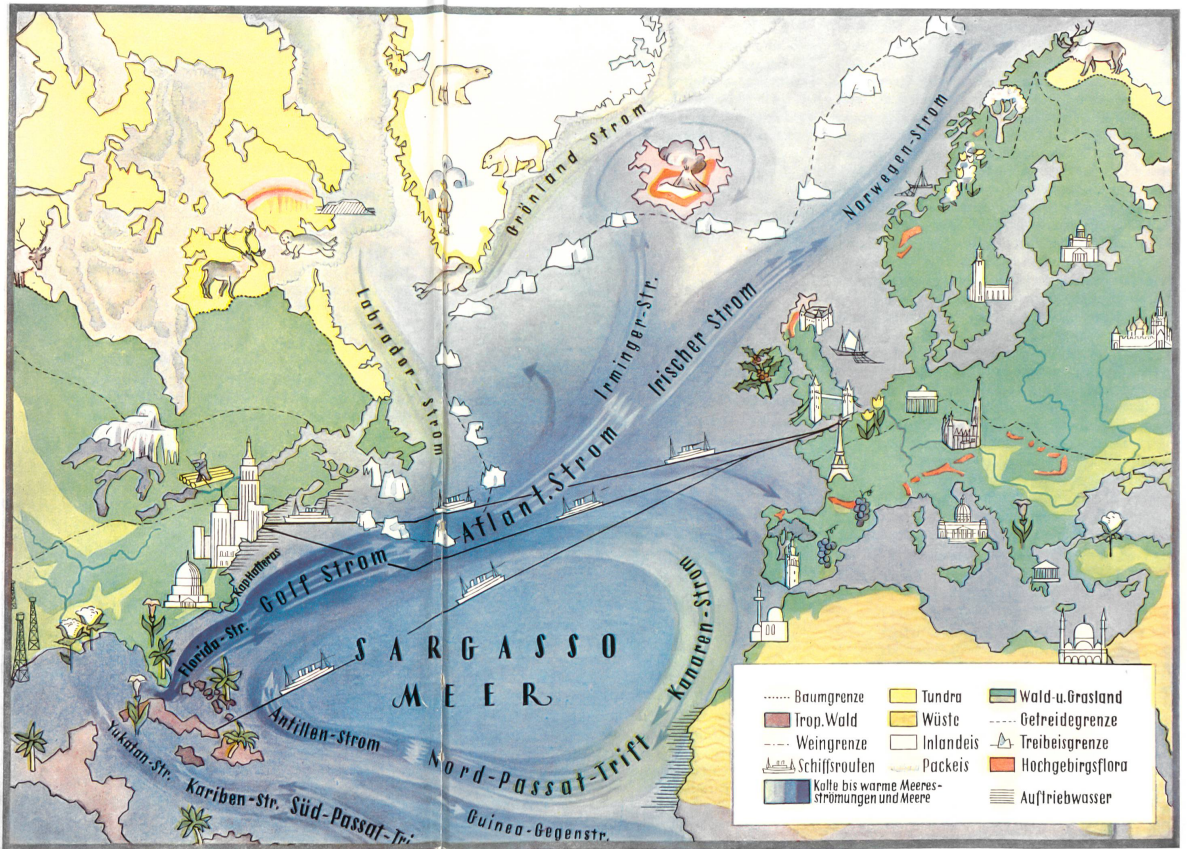 Grönland Strom
Norwegen-Strom
Labrador-Strom
Irminger-Str.
Irischer Strom
Atlant. Strom
Kap Hatteras
Golf Strom
Florida-Str.
SARGASSO
MEER
Kanaren-Strom
Antillen-Strom
Nord-Passat-Trift
Yukatan-Str.
Kariben-Str.
Süd-Passat-Tri
Guinea-Gegenstr.
Baumgrenze
Tundra
Wald-u.Grasland
Trop. Wald
Wüste
Getreidegrenze
Weingrenze
Inlandeis
Treibeisgrenze
Schiffsrouten
Packeis
Hochgebirgsflora
Kalte bis warme Meeres-
strömungen und Meere
Auftriebwasser